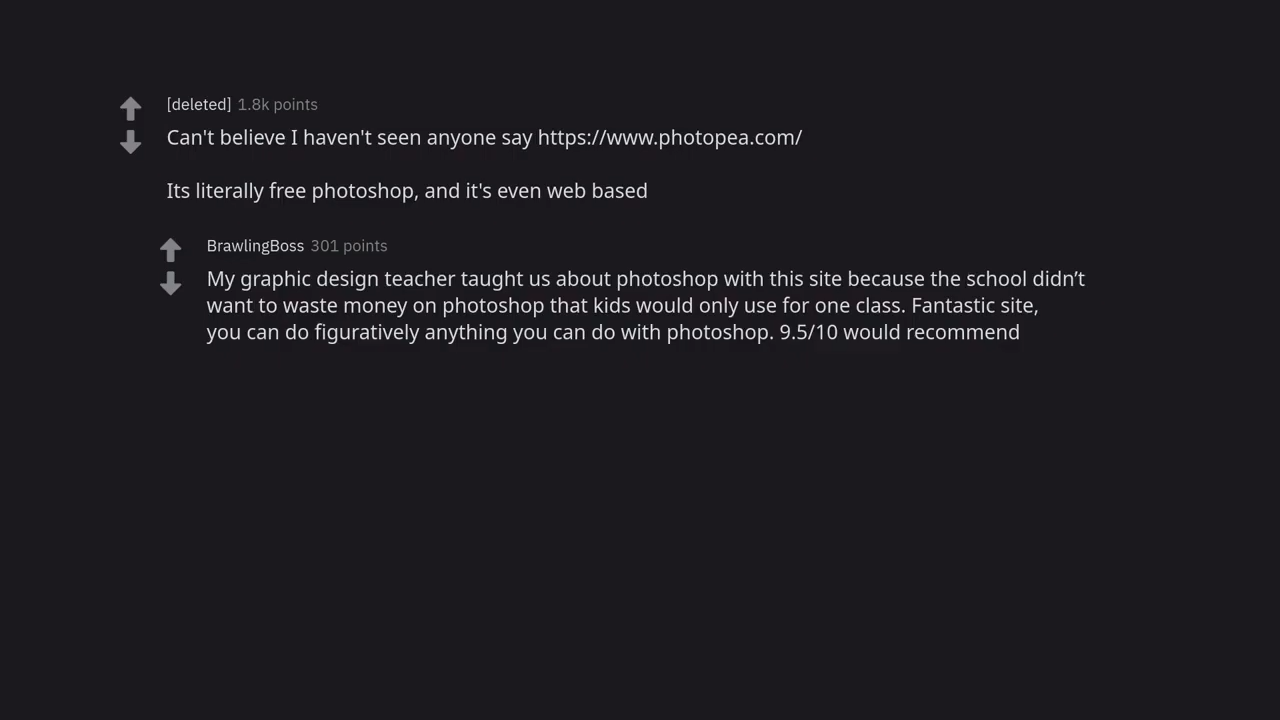 [deleted] 1.8k points
Can't believe I haven't seen anyone say https://www.photopea.com/
Its literally free photoshop, and it's even web based
BrawlingBoss 301 points
My graphic design teacher taught us about photoshop with this site because the school didn’t
want to waste money on photoshop that kids would only use for one class. Fantastic site,
you can do figuratively anything you can do with photoshop. 9.5/10 would recommend